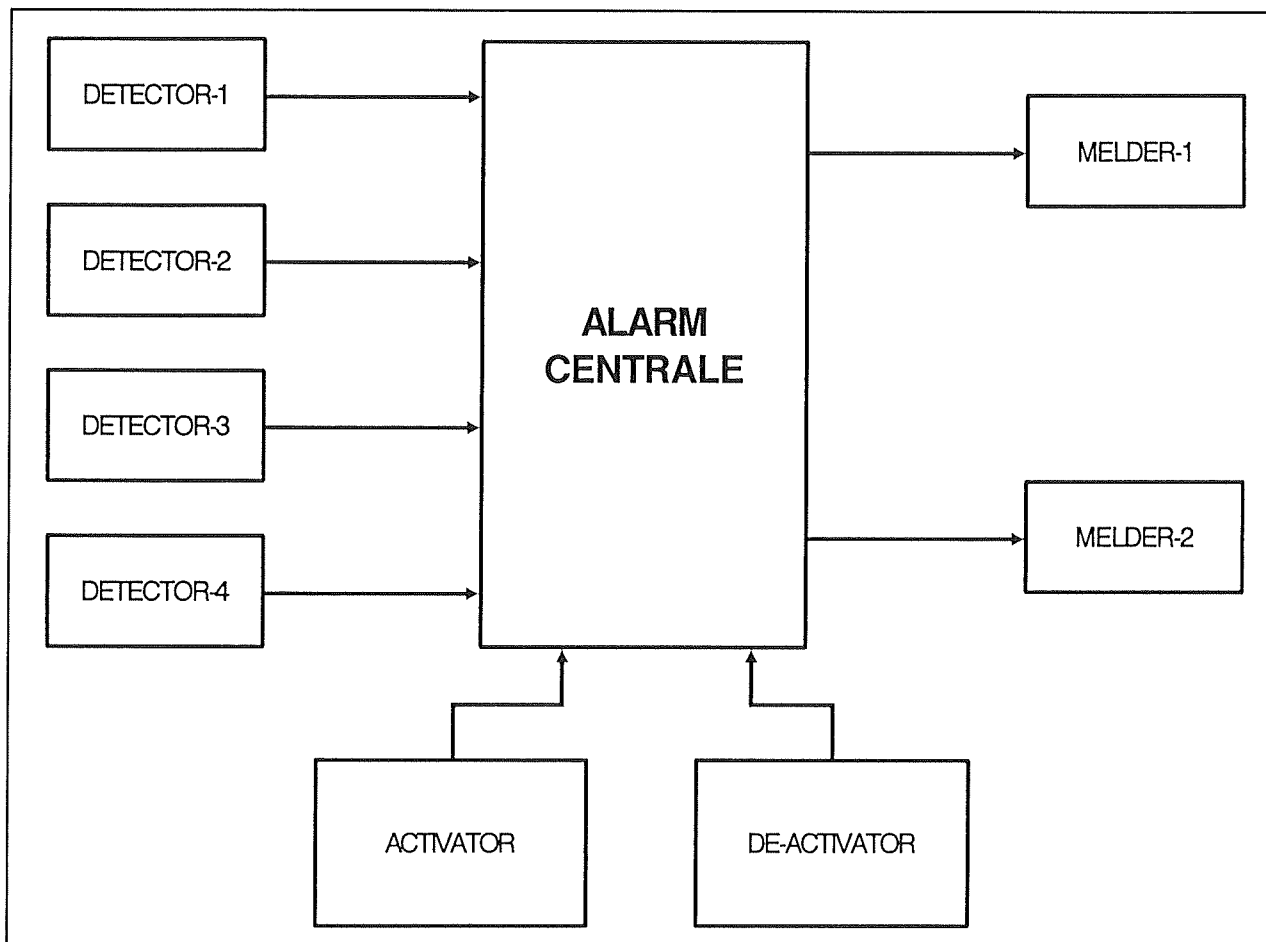 DETECTOR-1
DETECTOR-2
DETECTOR-3
DETECTOR-4
ALARM
CENTRALE
MELDER-1
MELDER-2
ACTIVATOR
DE-ACTIVATOR